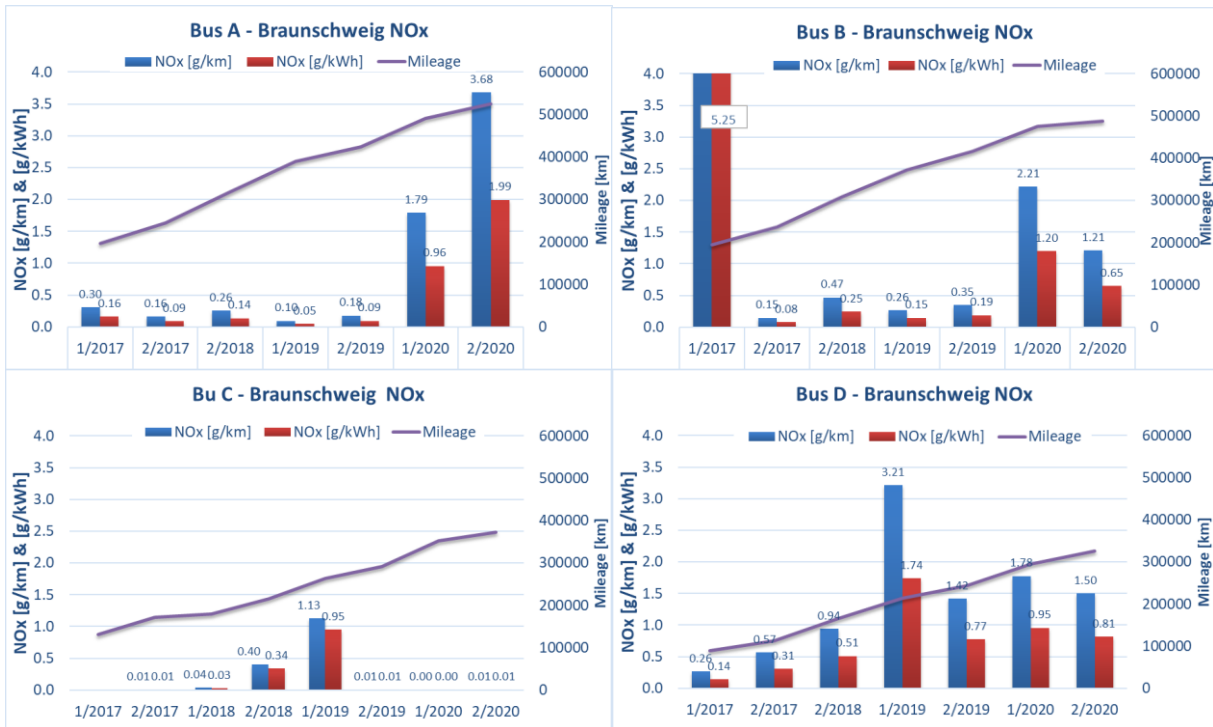 Bus A - Braunschweig NOx
NOx [g/km] NOx [g/kWh] Mileage
NOx [g/km] & [g/kWh]
4.0
3.5
3.0
2.5
2.0
1.5
1.0
0.5
0.0
0.30 0.16 0.16 0.09 0.26 0.14 0.10 0.05 0.18 0.09 1.79 0.96 3.68 1.99
600000
500000
400000
300000
200000
100000
0
Mileage [km]
1/2017 2/2017 2/2018 1/2019 2/2019 1/2020 2/2020
Bus B - Braunschweig NOx
NOx [g/km] NOx [g/kWh] Mileage
NOx [g/km] & [g/kWh]
4.0
3.5
3.0
2.5
2.0
1.5
1.0
0.5
0.0
5.25 0.15 0.08 0.47 0.25 0.26 0.15 0.35 0.19 2.21 1.20 1.21 0.65
600000
500000
400000
300000
200000
100000
0
Mileage [km]
1/2017 2/2017 2/2018 1/2019 2/2019 1/2020 2/2020
Bu C - Braunschweig NOx
NOx [g/km] NOx [g/kWh] Mileage
NOx [g/km] & [g/kWh]
4.0
3.5
3.0
2.5
2.0
1.5
1.0
0.5
0.0
0.01 0.01 0.04 0.03 0.40 0.34 1.13 0.95 0.01 0.01 0.00 0.00 0.01 0.01
600000
500000
400000
300000
200000
100000
0
Mileage [km]
1/2017 2/2017 1/2018 2/2018 1/2019 2/2019 1/2020 2/2020
Bus D - Braunschweig NOx
NOx [g/km] NOx [g/kWh] Mileage
NOx [g/km] & [g/kWh]
4.0
3.5
3.0
2.5
2.0
1.5
1.0
0.5
0.0
0.26 0.14 0.57 0.31 0.94 0.51 3.21 1.74 1.42 0.77 1.78 0.95 1.50 0.81
600000
500000
400000
300000
200000
100000
0
Mileage [km]
1/2017 2/2017 2/2018 1/2019 2/2019 1/2020 2/2020